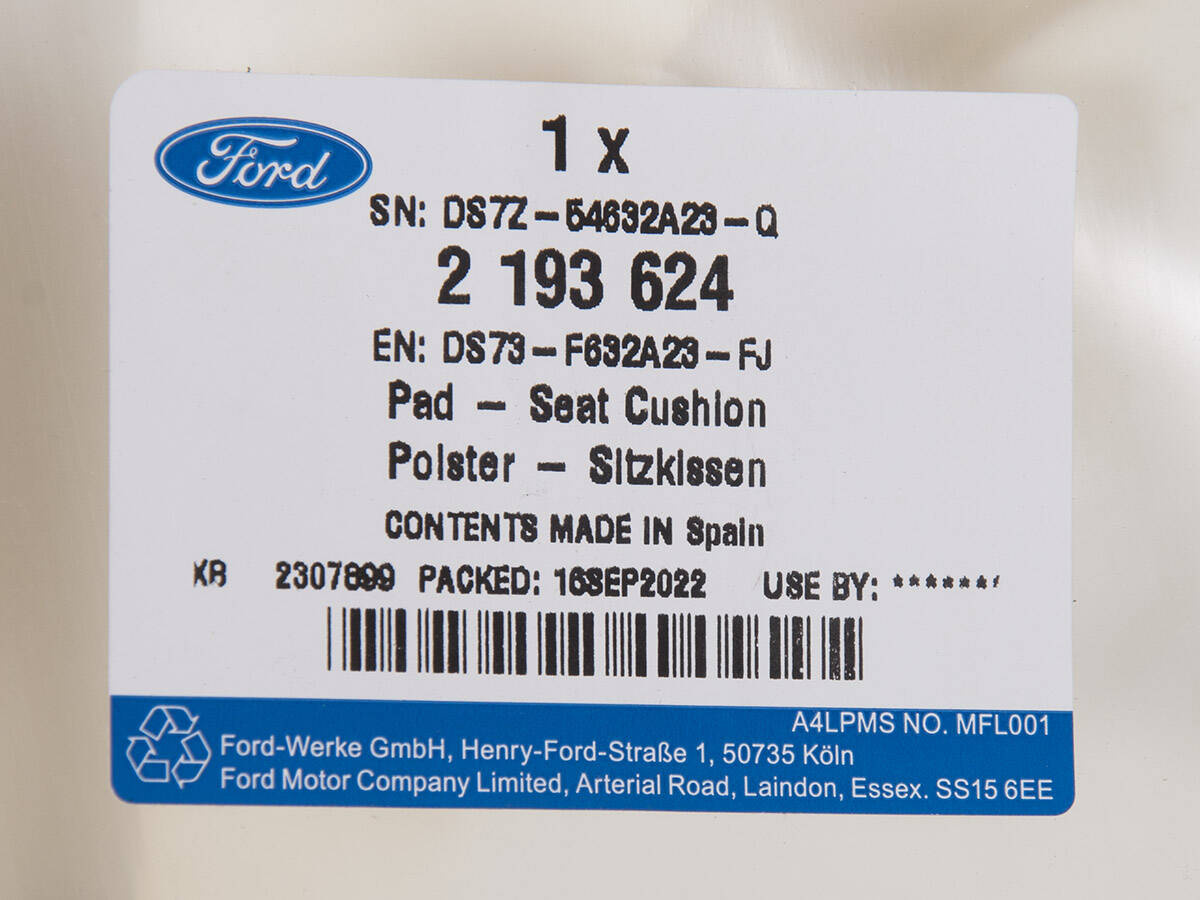 Ford
1 x
SN: DS7Z-54632A23-Q
2 193 624
EN: DS73-F632A23-FJ
Pad - Seat Cushion
Polster - Sitzkissen
CONTENTS MADE IN Spain
XB 2307899 PACKED: 16SEP2022 USE BY: *******
A4LPMS NO. MFL001
Ford-Werke GmbH, Henry-Ford-Straße 1, 50735 Köln
Ford Motor Company Limited, Arterial Road, Laindon, Essex. SS15 6EE